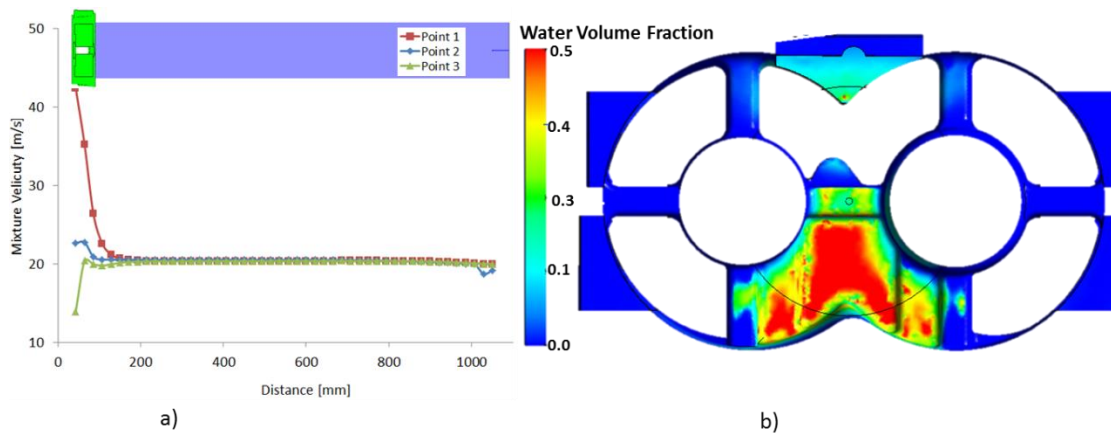 50
40
30
20
10
Mixture Velicuty [m/s]
0
200
400
600
800
1000
Distance [mm]
Point 1
Point 2
Point 3
a)
Water Volume Fraction
0.5
0.4
0.3
0.1
0.0
b)